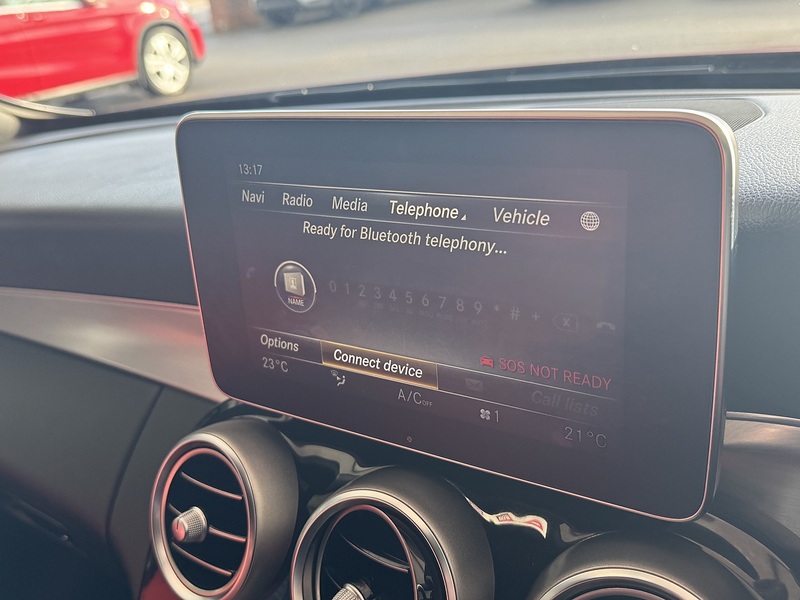 13:17
Navi Radio Media Telephone Vehicle
Ready for Bluetooth telephony...
NAME 0 1 2 3 4 5 6 7 8 9 * # +
Options Connect device SOS NOT READY
Call lists
23°C A/C OFF 1 21°C